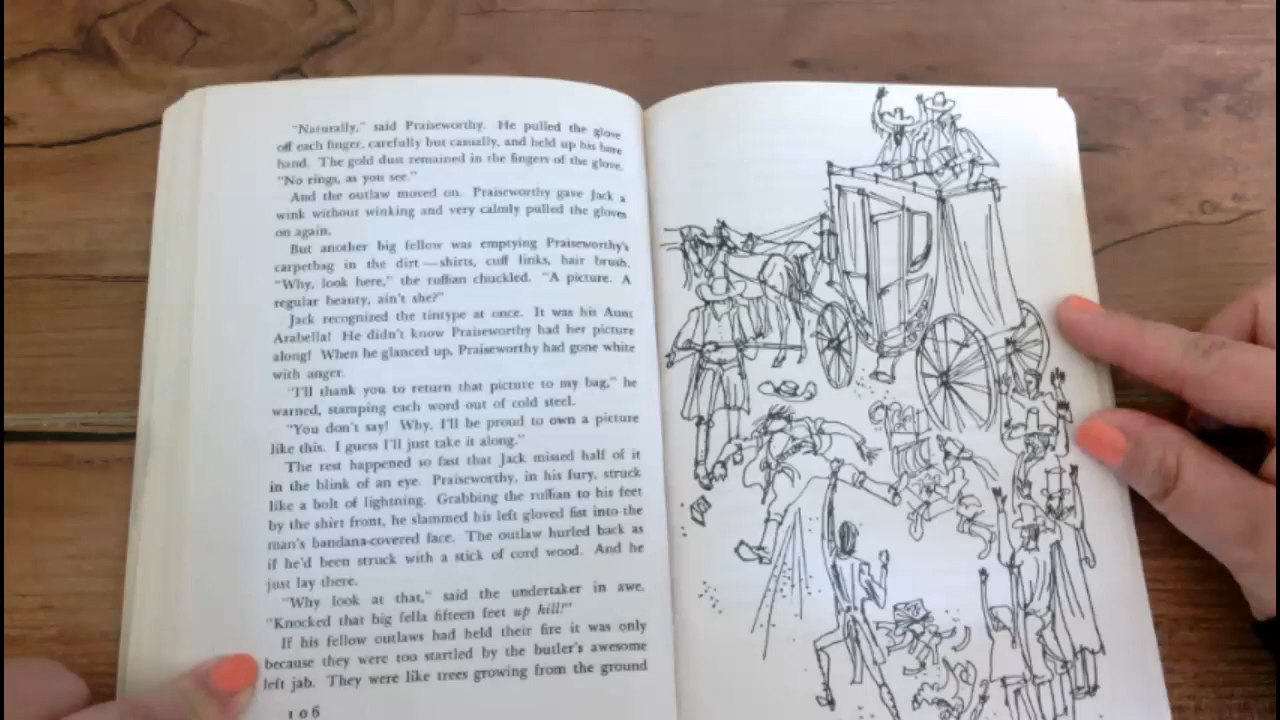 "Naturally," said Praiseworthy. He pulled the glove
off each finger, carefully but casually, and held up his bare
hand. The gold dust remained in the fingers of the glove.
"No rings, as you see."
And the outlaw moved on. Praiseworthy gave Jack a
wink without winking and very calmly pulled the gloves
on again.
But another big fellow was emptying Praiseworthy's
carpetbag in the dirt — shirts, cuff links, hair brush.
"Why, look here," the ruffian chuckled. "A picture. A
regular beauty, ain't she?"
Jack recognized the tintype at once. It was his Aunt
Arabella! He didn't know Praiseworthy had her picture
along! When he glanced up, Praiseworthy had gone white
with anger.
"I'll thank you to return that picture to my bag," he
warned, stamping each word out of cold steel.
"You don't say! Why, I'll be proud to own a picture
like this. I guess I'll just take it along."
The rest happened so fast that Jack missed half of it
in the blink of an eye. Praiseworthy, in his fury, struck
like a bolt of lightning. Grabbing the ruffian to his feet
by the shirt front, he slammed his left gloved fist into the
man's bandana-covered face. The outlaw hurled back as
if he'd been struck with a stick of cord wood. And he
just lay there.
"Why look at that," said the undertaker in awe.
"Knocked that big fella fifteen feet up hill!"
If his fellow outlaws had held their fire it was only
because they were too startled by the butler's awesome
left jab. They were like trees growing from the ground
106